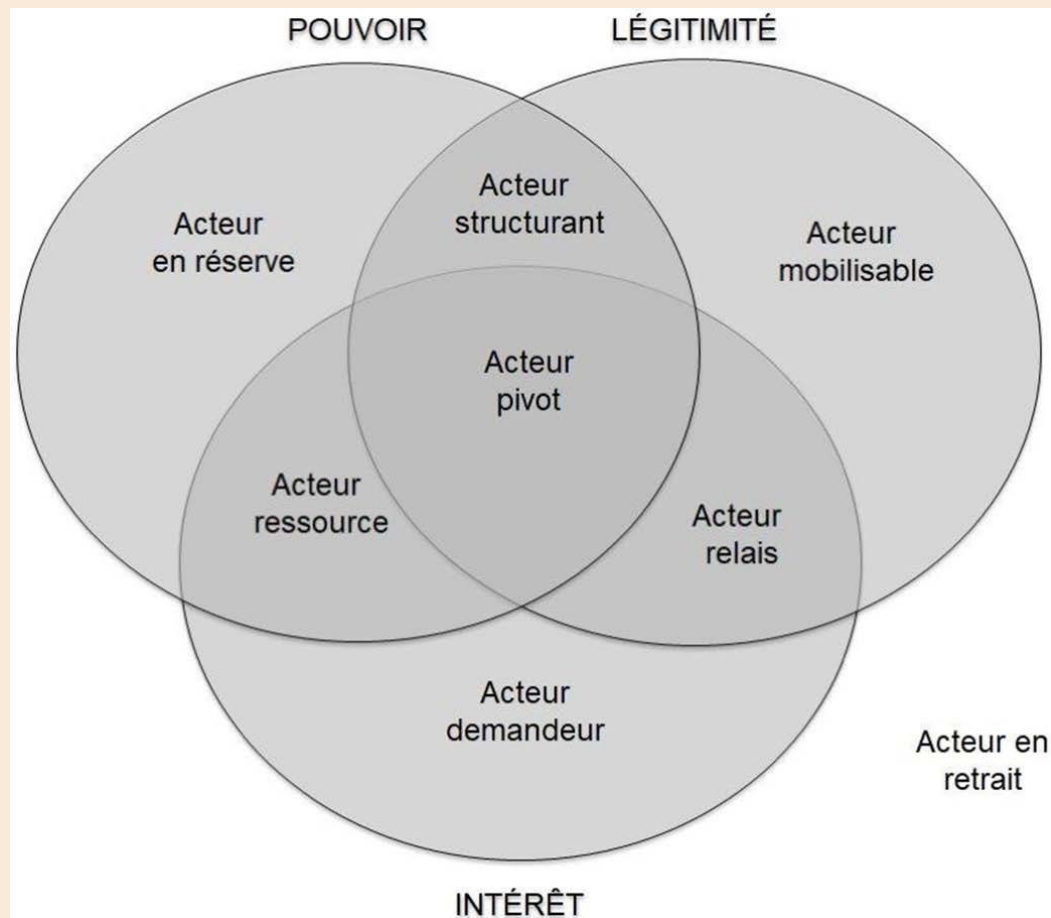 POUVOIR
LÉGITIMITÉ
Acteur
structurant
Acteur
en réserve
Acteur
mobilisable
Acteur
pivot
Acteur
ressource
Acteur
relais
Acteur
demandeur
Acteur en
retrait
INTÉRÊT